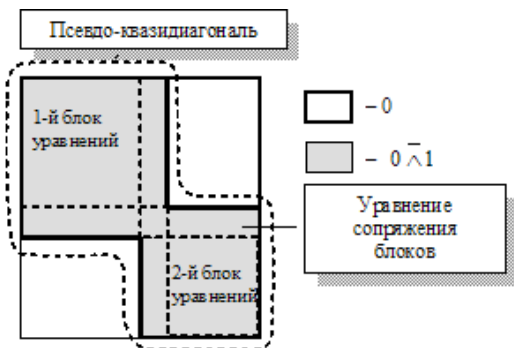 Псевдо-квазидиагональ
1-й блок
уравнений
– 0
– 0 ⊼ 1
Уравнение
сопряжения
блоков
2-й блок
уравнений